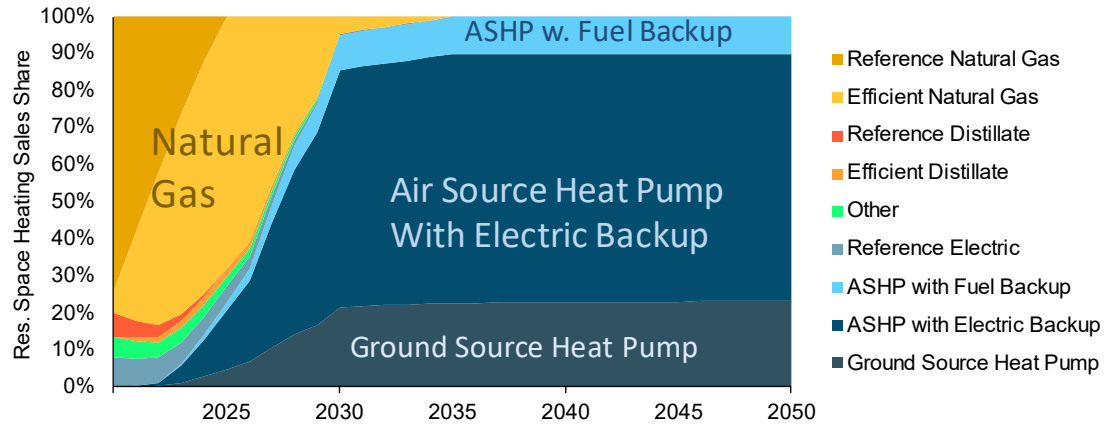 Res. Space Heating Sales Share
100%
90%
80%
70%
60%
50%
40%
30%
20%
10%
0%
2025
2030
2035
2040
2045
2050
Natural
Gas
ASHP w. Fuel Backup
Air Source Heat Pump
With Electric Backup
Ground Source Heat Pump
Reference Natural Gas
Efficient Natural Gas
Reference Distillate
Efficient Distillate
Other
Reference Electric
ASHP with Fuel Backup
ASHP with Electric Backup
Ground Source Heat Pump